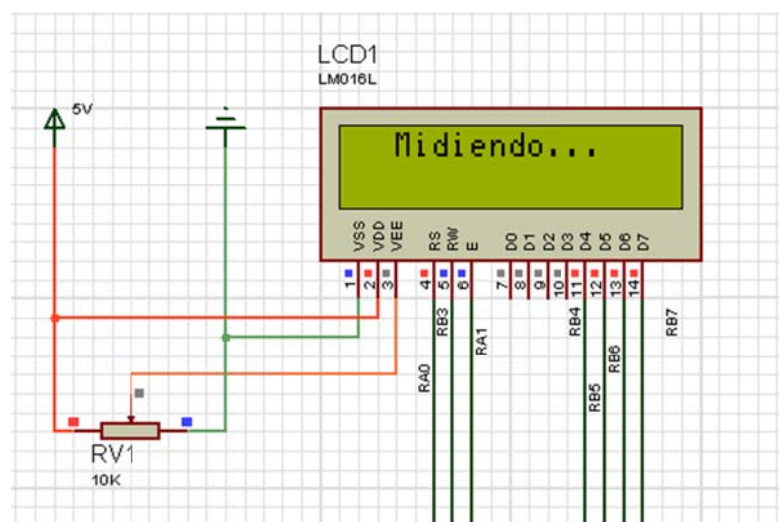 LCD1
LM016L
5V
Midiendo...
VSS
VDD
VEE
RS
RW
E
D0
D1
D2
D3
D4
D5
D6
D7
1
2
3
4
5
6
7
8
9
10
11
12
13
14
RA0
RB3
RA1
RB4
RB5
RB6
RB7
RV1
10K